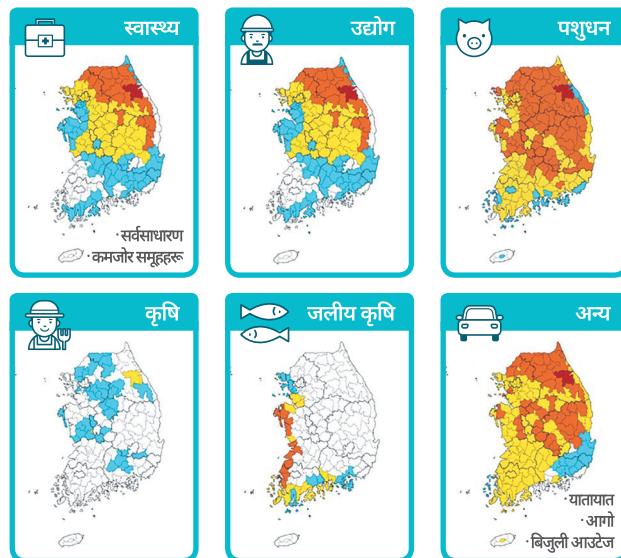 स्वास्थ्य
उद्योग
पशुधन
·सर्वसाधारण
·कमजोर समूहहरू
कृषि
जलीय कृषि
अन्य
·यातायात
·आगो
·बिजुली आउटेज